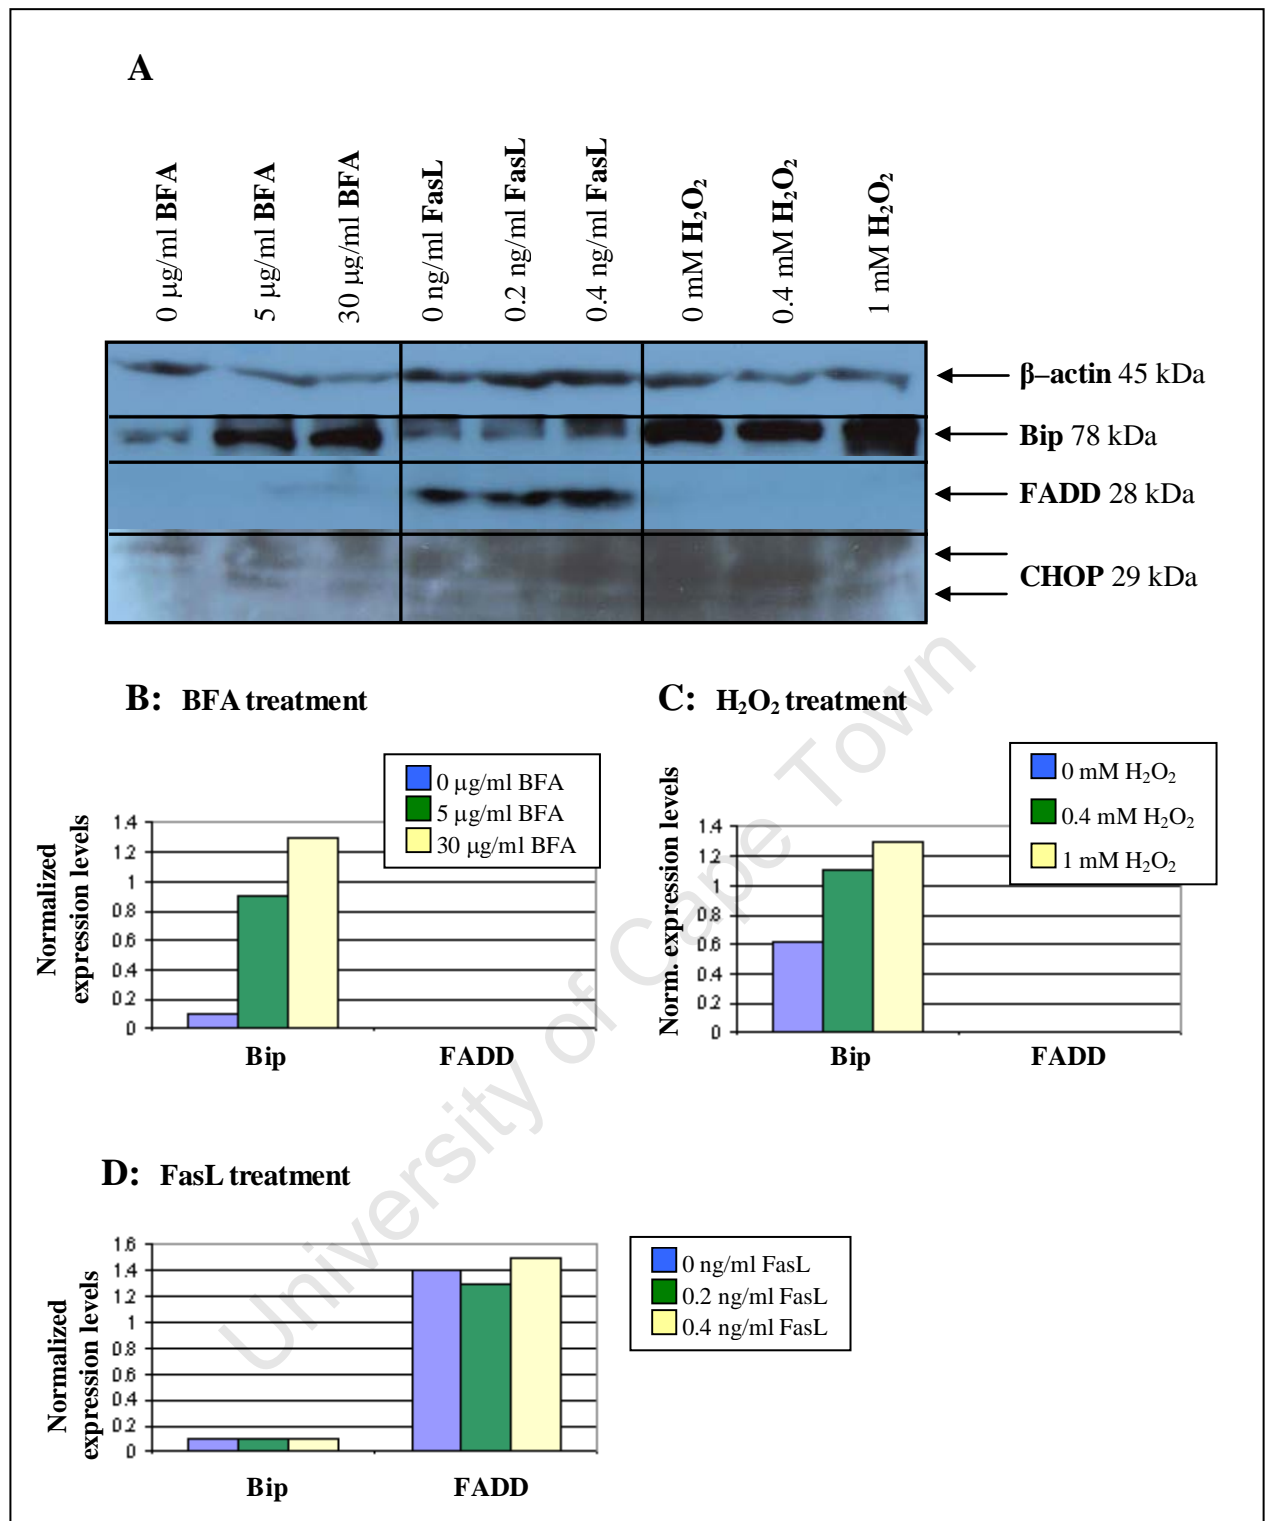 A
0 µg/ml BFA
5 µg/ml BFA
30 µg/ml BFA
0 ng/ml FasL
0.2 ng/ml FasL
0.4 ng/ml FasL
0 mM H₂O₂
0.4 mM H₂O₂
1 mM H₂O₂
β–actin 45 kDa
Bip 78 kDa
FADD 28 kDa
CHOP 29 kDa
B: BFA treatment
0 µg/ml BFA
5 µg/ml BFA
30 µg/ml BFA
Normalized
expression levels
1.4
1.2
1
0.8
0.6
0.4
0.2
0
Bip FADD
C: H₂O₂ treatment
0 mM H₂O₂
0.4 mM H₂O₂
1 mM H₂O₂
Norm. expression levels
1.4
1.2
1
0.8
0.6
0.4
0.2
0
Bip FADD
D: FasL treatment
0 ng/ml FasL
0.2 ng/ml FasL
0.4 ng/ml FasL
Normalized
expression levels
1.6
1.4
1.2
1
0.8
0.6
0.4
0.2
0
Bip FADD
University of Cape Town